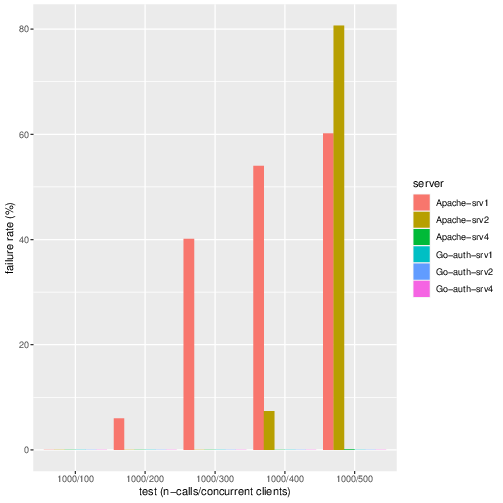 failure rate (%)
80
60
40
20
0
1000/100 1000/200 1000/300 1000/400 1000/500
test (n−calls/concurrent clients)
server
Apache−srv1
Apache−srv2
Apache−srv4
Go−auth−srv1
Go−auth−srv2
Go−auth−srv4